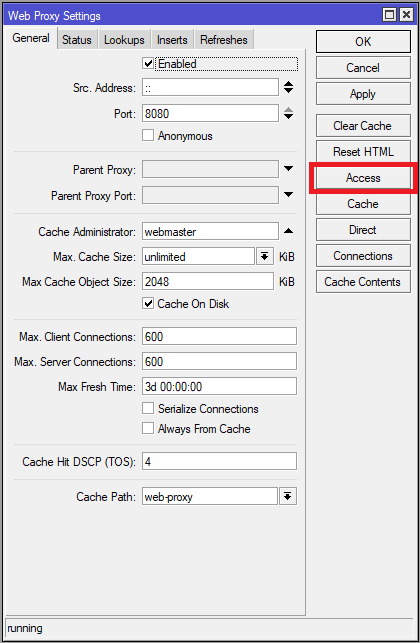 Web Proxy Settings
General Status Lookups Inserts Refreshes
Enabled
Src. Address: ::
Port: 8080
Anonymous
Parent Proxy:
Parent Proxy Port:
Cache Administrator: webmaster
Max. Cache Size: unlimited KiB
Max Cache Object Size: 2048 KiB
Cache On Disk
Max. Client Connections: 600
Max. Server Connections: 600
Max Fresh Time: 3d 00:00:00
Serialize Connections
Always From Cache
Cache Hit DSCP (TOS): 4
Cache Path: web-proxy
OK
Cancel
Apply
Clear Cache
Reset HTML
Access
Cache
Direct
Connections
Cache Contents
running